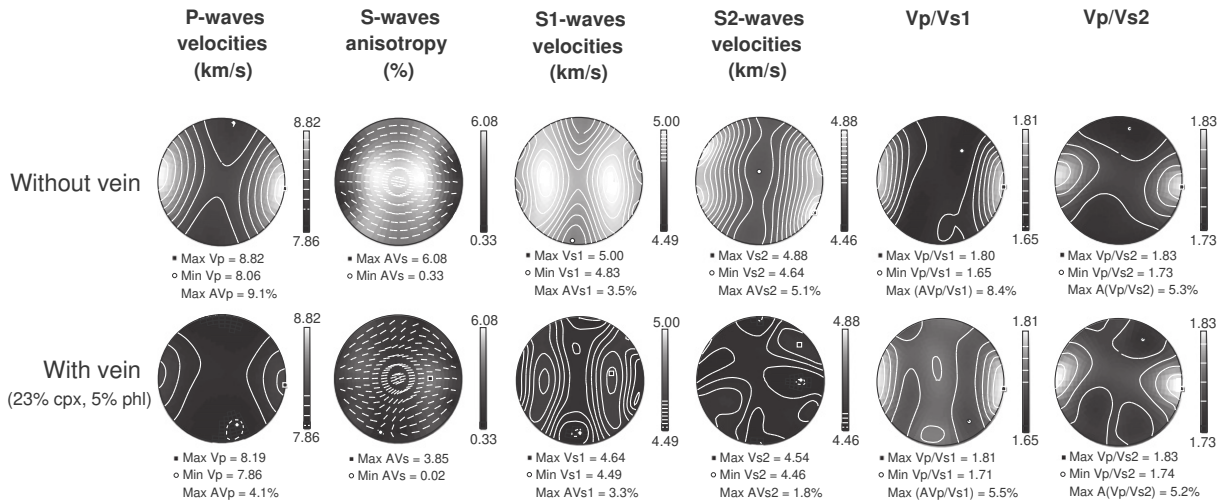 P-waves velocities (km/s)
S-waves anisotropy (%)
S1-waves velocities (km/s)
S2-waves velocities (km/s)
Vp/Vs1
Vp/Vs2
Without vein
8.82
7.86
6.08
0.33
5.00
4.49
4.88
4.46
1.81
1.65
1.83
1.73
Max Vp = 8.82
Min Vp = 8.06
Max AVp = 9.1%
Max AVs = 6.08
Min AVs = 0.33
Max Vs1 = 5.00
Min Vs1 = 4.83
Max AVs1 = 3.5%
Max Vs2 = 4.88
Min Vs2 = 4.64
Max AVs2 = 5.1%
Max Vp/Vs1 = 1.80
Min Vp/Vs1 = 1.65
Max (AVp/Vs1) = 8.4%
Max Vp/Vs2 = 1.83
Min Vp/Vs2 = 1.73
Max A(Vp/Vs2) = 5.3%
With vein
(23% cpx, 5% phl)
8.82
7.86
6.08
0.33
5.00
4.49
4.88
4.46
1.81
1.65
1.83
1.73
Max Vp = 8.19
Min Vp = 7.86
Max AVp = 4.1%
Max AVs = 3.85
Min AVs = 0.02
Max Vs1 = 4.64
Min Vs1 = 4.49
Max AVs1 = 3.3%
Max Vs2 = 4.54
Min Vs2 = 4.46
Max AVs2 = 1.8%
Max Vp/Vs1 = 1.81
Min Vp/Vs1 = 1.71
Max (AVp/Vs1) = 5.5%
Max Vp/Vs2 = 1.83
Min Vp/Vs2 = 1.74
Max A(Vp/Vs2) = 5.2%